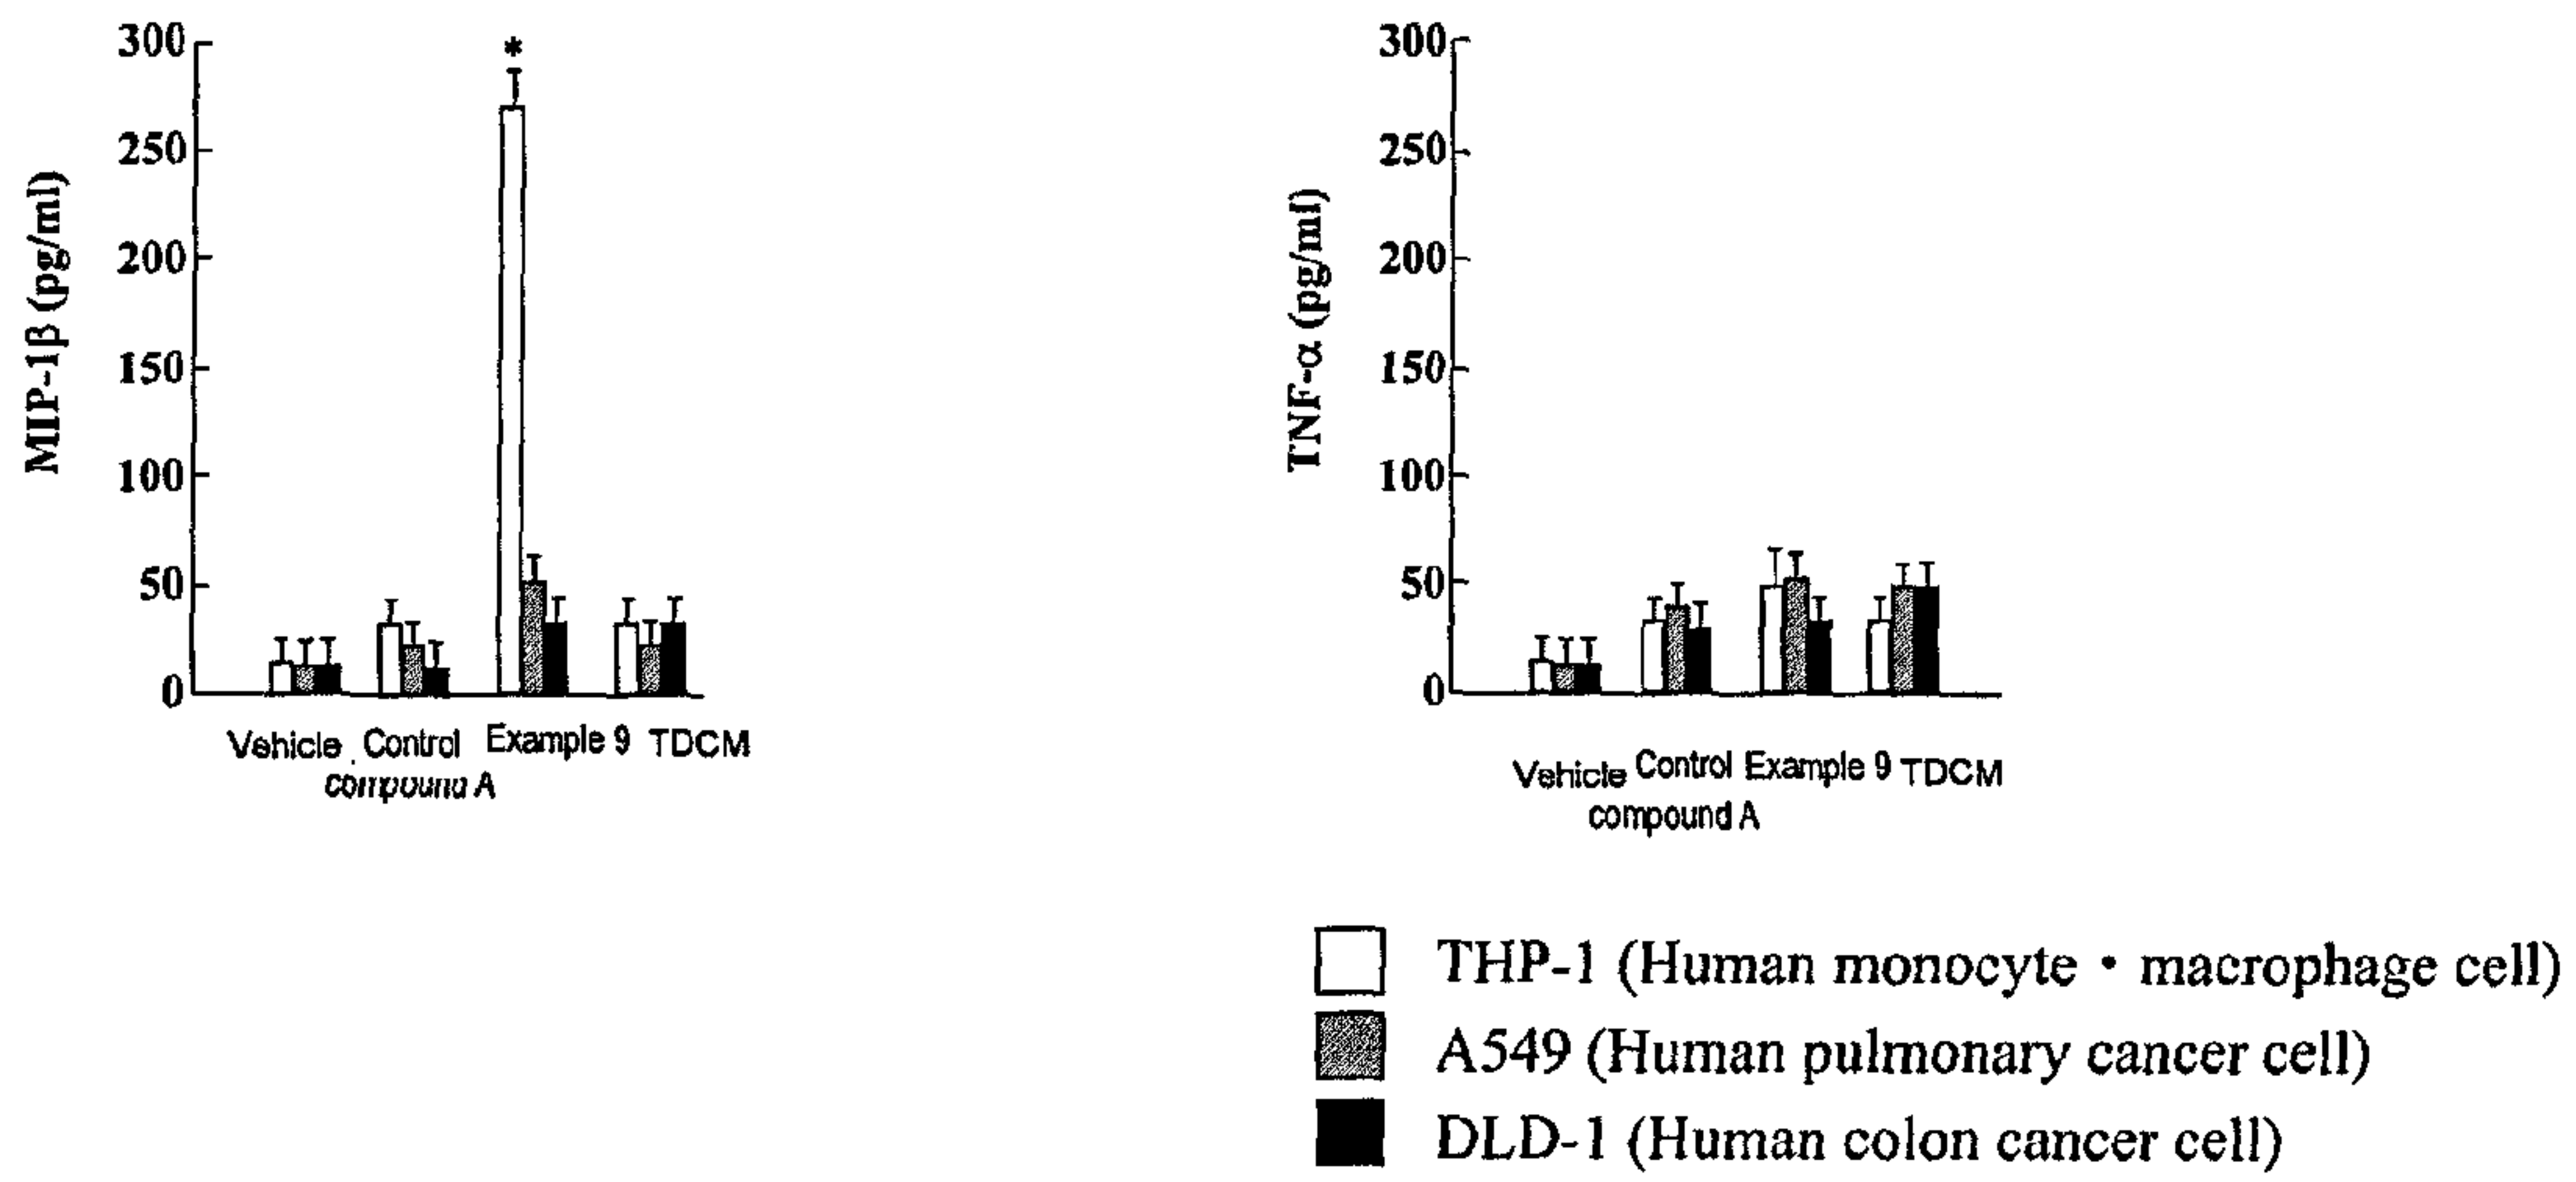 MIP-1β (pg/ml)
300
250
200
150
100
50
0
*
Vehicle Control Example 9 TDCM
compound A
TNF-α (pg/ml)
300
250
200
150
100
50
0
Vehicle Control Example 9 TDCM
compound A
THP-1 (Human monocyte・macrophage cell)
A549 (Human pulmonary cancer cell)
DLD-1 (Human colon cancer cell)